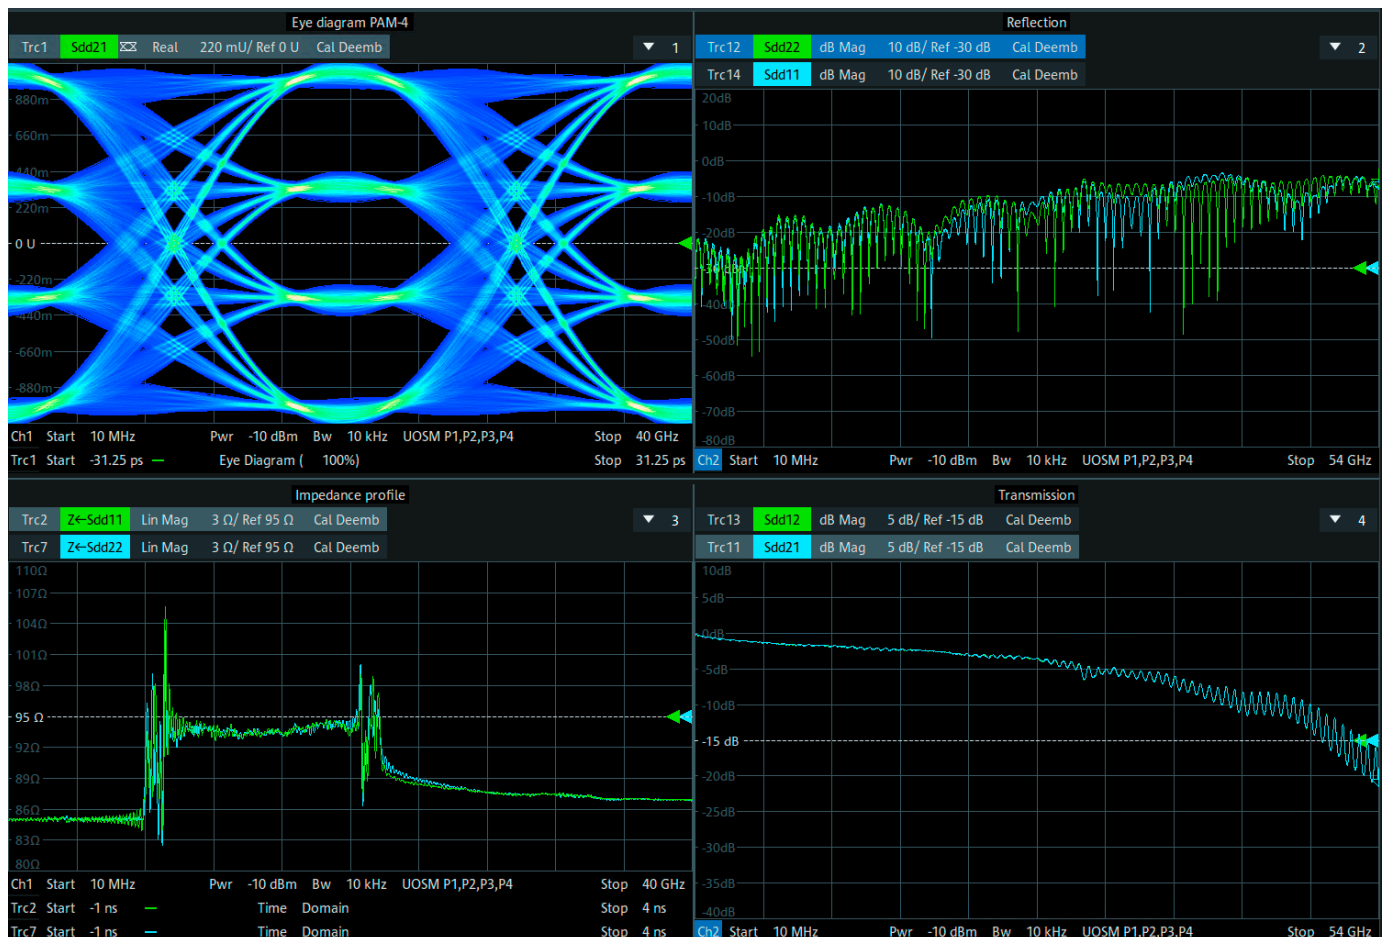 Eye diagram PAM-4
Trc1 Sdd21 Real 220 mU/ Ref 0 U Cal Deemb 1
880m
660m
440m
220m
0 U
-220m
-440m
-660m
-880m
Ch1 Start 10 MHz Pwr -10 dBm Bw 10 kHz UOSM P1,P2,P3,P4 Stop 40 GHz
Trc1 Start -31.25 ps Eye Diagram ( 100%) Stop 31.25 ps
Reflection
Trc12 Sdd22 dB Mag 10 dB/ Ref -30 dB Cal Deemb 2
Trc14 Sdd11 dB Mag 10 dB/ Ref -30 dB Cal Deemb
20dB
10dB
0dB
-10dB
-20dB
-30dB
-40dB
-50dB
-60dB
-70dB
-80dB
Ch2 Start 10 MHz Pwr -10 dBm Bw 10 kHz UOSM P1,P2,P3,P4 Stop 54 GHz
Impedance profile
Trc2 Z←Sdd11 Lin Mag 3 Ω/ Ref 95 Ω Cal Deemb 3
Trc7 Z←Sdd22 Lin Mag 3 Ω/ Ref 95 Ω Cal Deemb
110Ω
107Ω
104Ω
101Ω
98Ω
95 Ω
92Ω
89Ω
86Ω
83Ω
80Ω
Ch1 Start 10 MHz Pwr -10 dBm Bw 10 kHz UOSM P1,P2,P3,P4 Stop 40 GHz
Trc2 Start -1 ns Time Domain Stop 4 ns
Trc7 Start -1 ns Time Domain Stop 4 ns
Transmission
Trc13 Sdd12 dB Mag 5 dB/ Ref -15 dB Cal Deemb 4
Trc11 Sdd21 dB Mag 5 dB/ Ref -15 dB Cal Deemb
10dB
5dB
0dB
-5dB
-10dB
-15 dB
-20dB
-25dB
-30dB
-35dB
-40dB
Ch2 Start 10 MHz Pwr -10 dBm Bw 10 kHz UOSM P1,P2,P3,P4 Stop 54 GHz